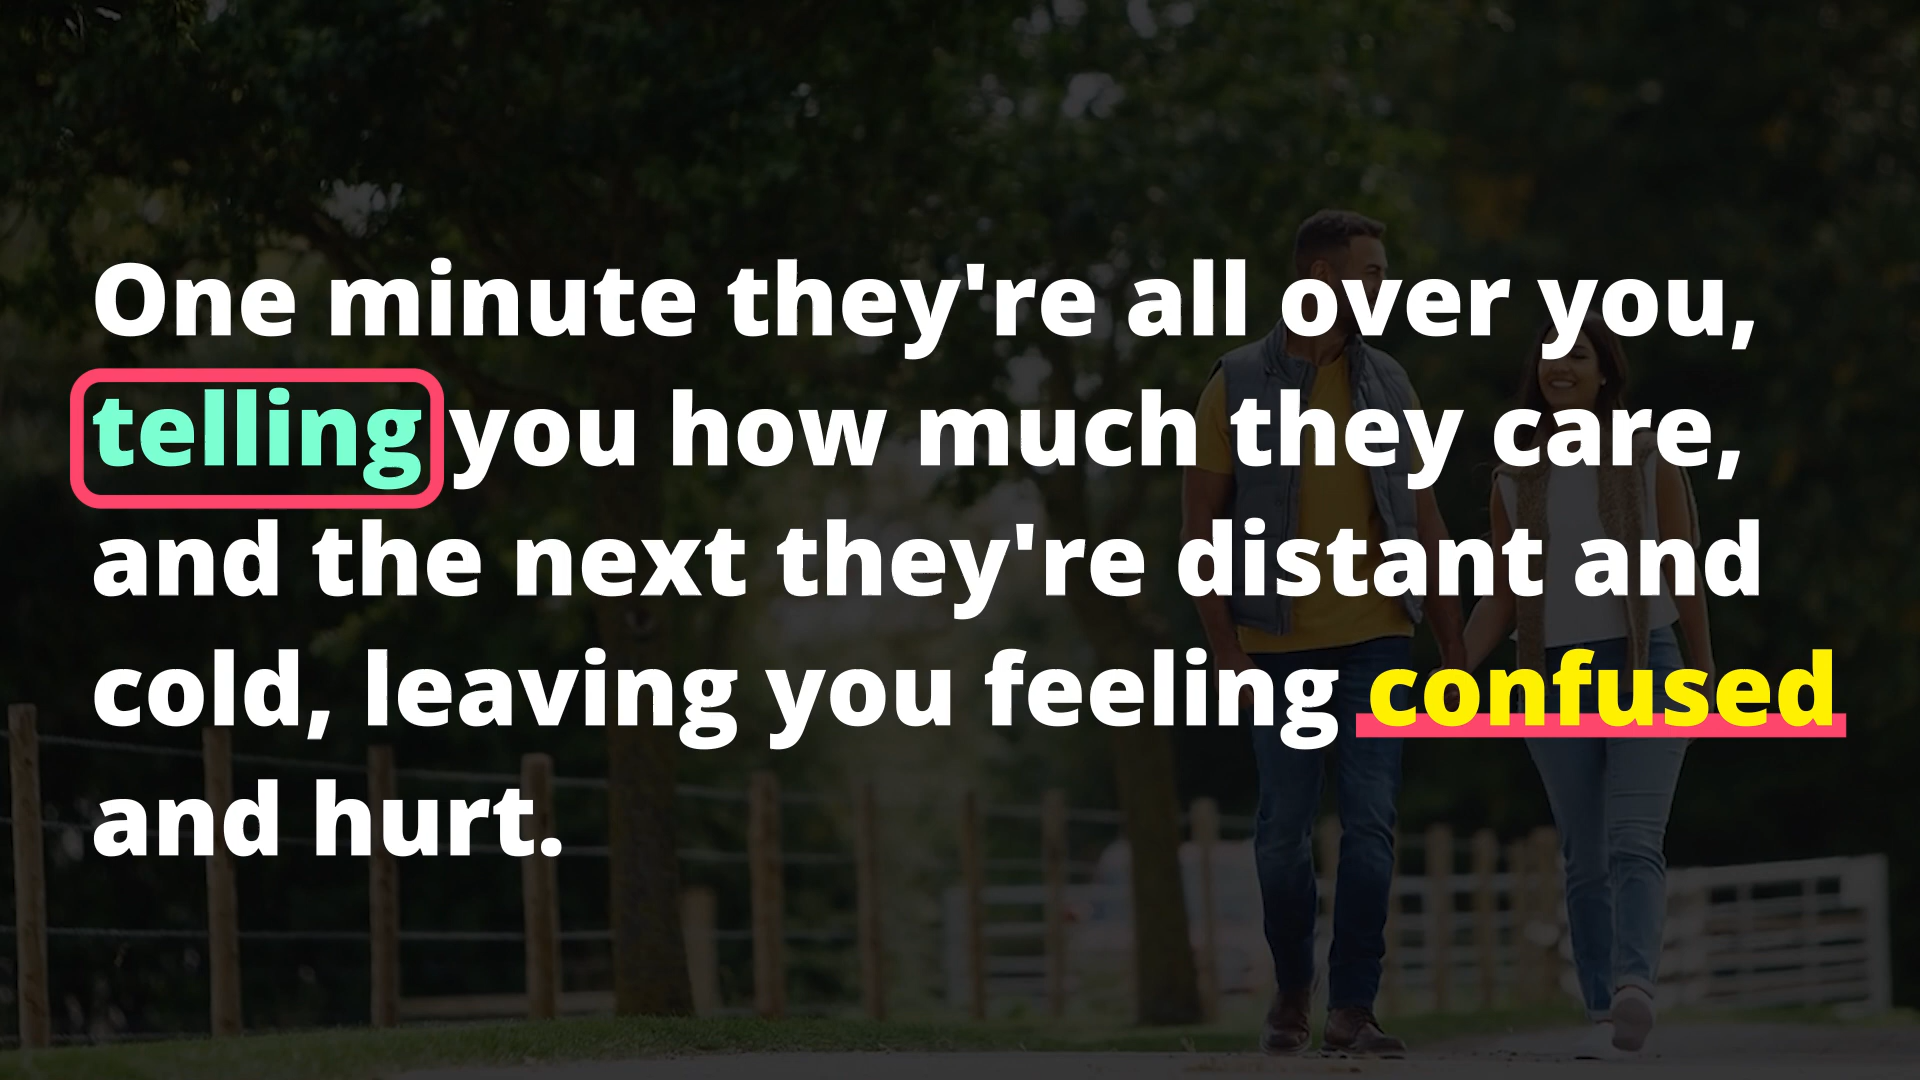 One minute they're all over you,
telling you how much they care,
and the next they're distant and
cold, leaving you feeling confused
and hurt.